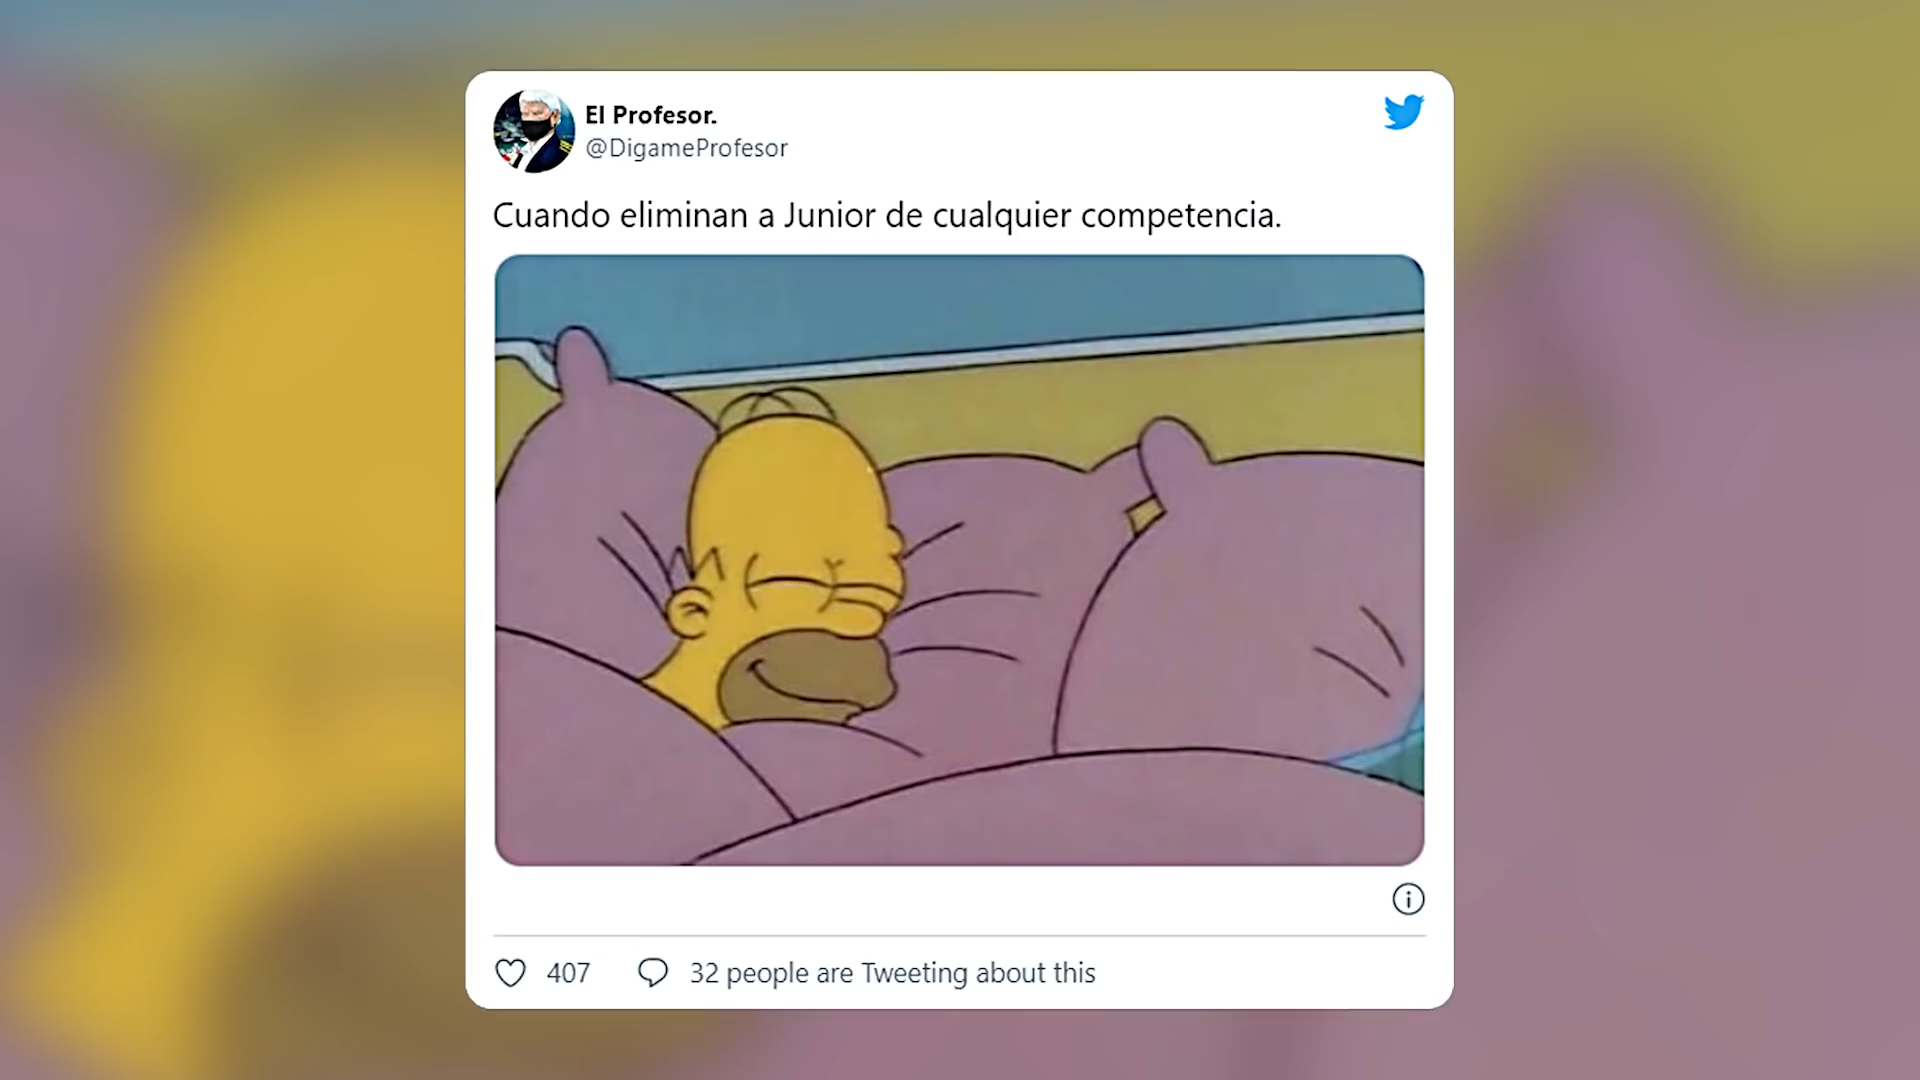 El Profesor.
@DigameProfesor
Cuando eliminan a Junior de cualquier competencia.
407 32 people are Tweeting about this